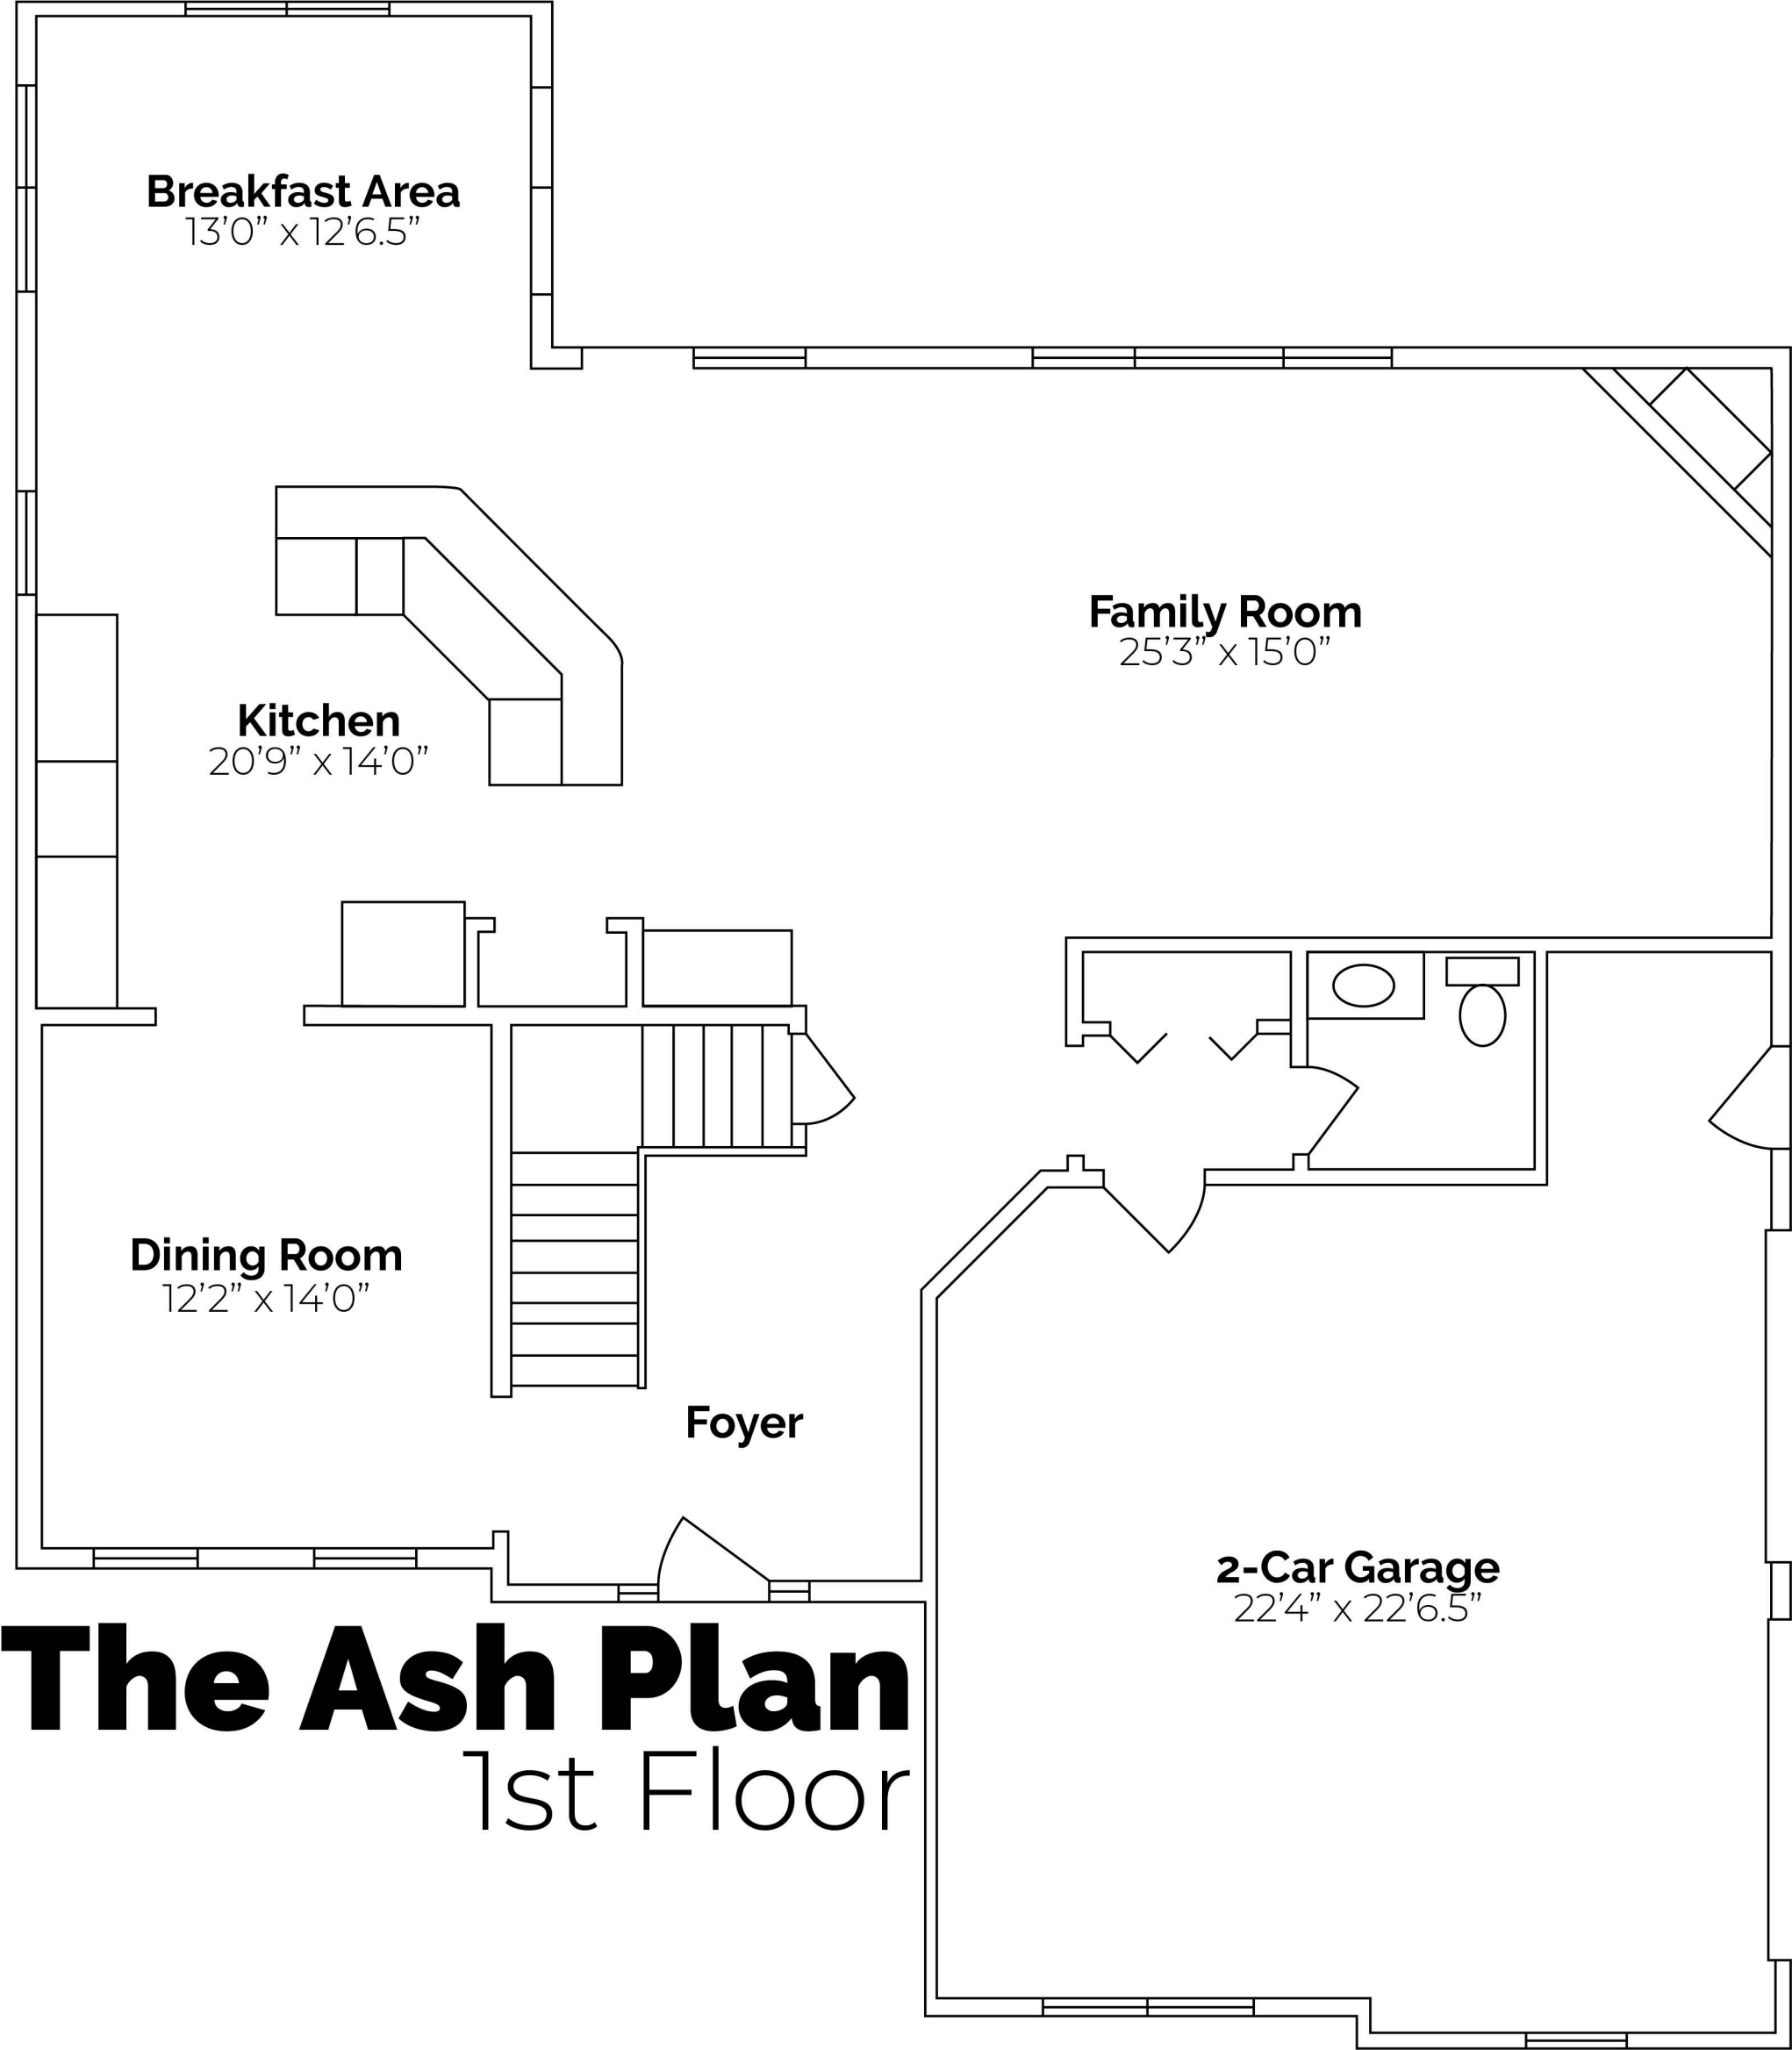 Breakfast Area
13’0” x 12’6.5”
Family Room
25’3” x 15’0”
Kitchen
20’9” x 14’0”
Dining Room
12’2” x 14’0”
Foyer
2-Car Garage
22’4” x 22’6.5”
The Ash Plan
1st Floor